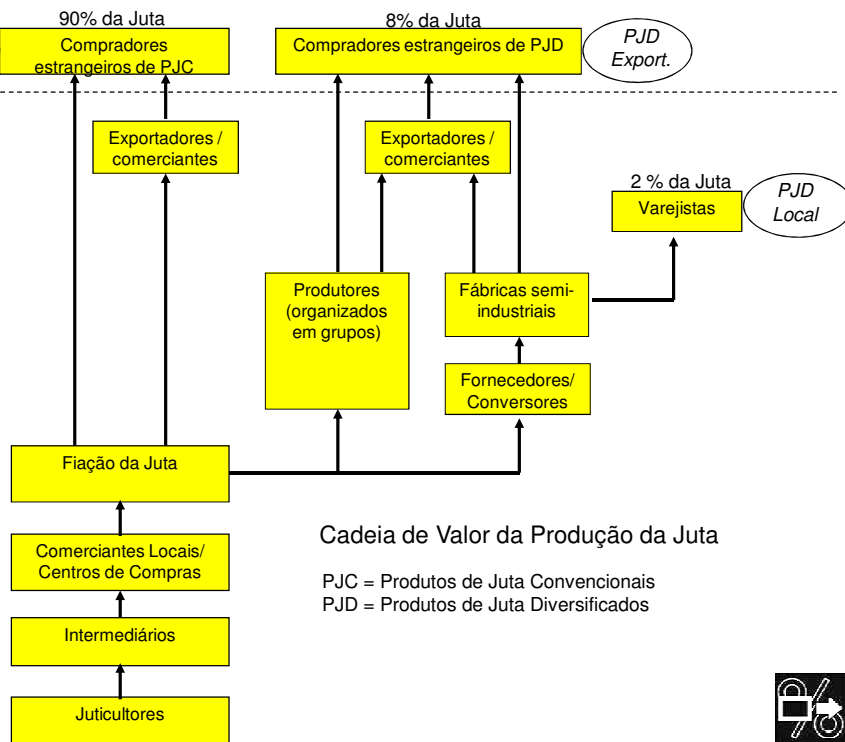 90% da Juta
Compradores
estrangeiros de PJC
8% da Juta
Compradores estrangeiros de PJD
PJD
Export.
Exportadores /
comerciantes
Exportadores /
comerciantes
2 % da Juta
Varejistas
PJD
Local
Produtores
(organizados
em grupos)
Fábricas semi-
industriais
Fornecedores/
Conversores
Fiação da Juta
Comerciantes Locais/
Centros de Compras
Intermediários
Juticultores
Cadeia de Valor da Produção da Juta
PJC = Produtos de Juta Convencionais
PJD = Produtos de Juta Diversificados